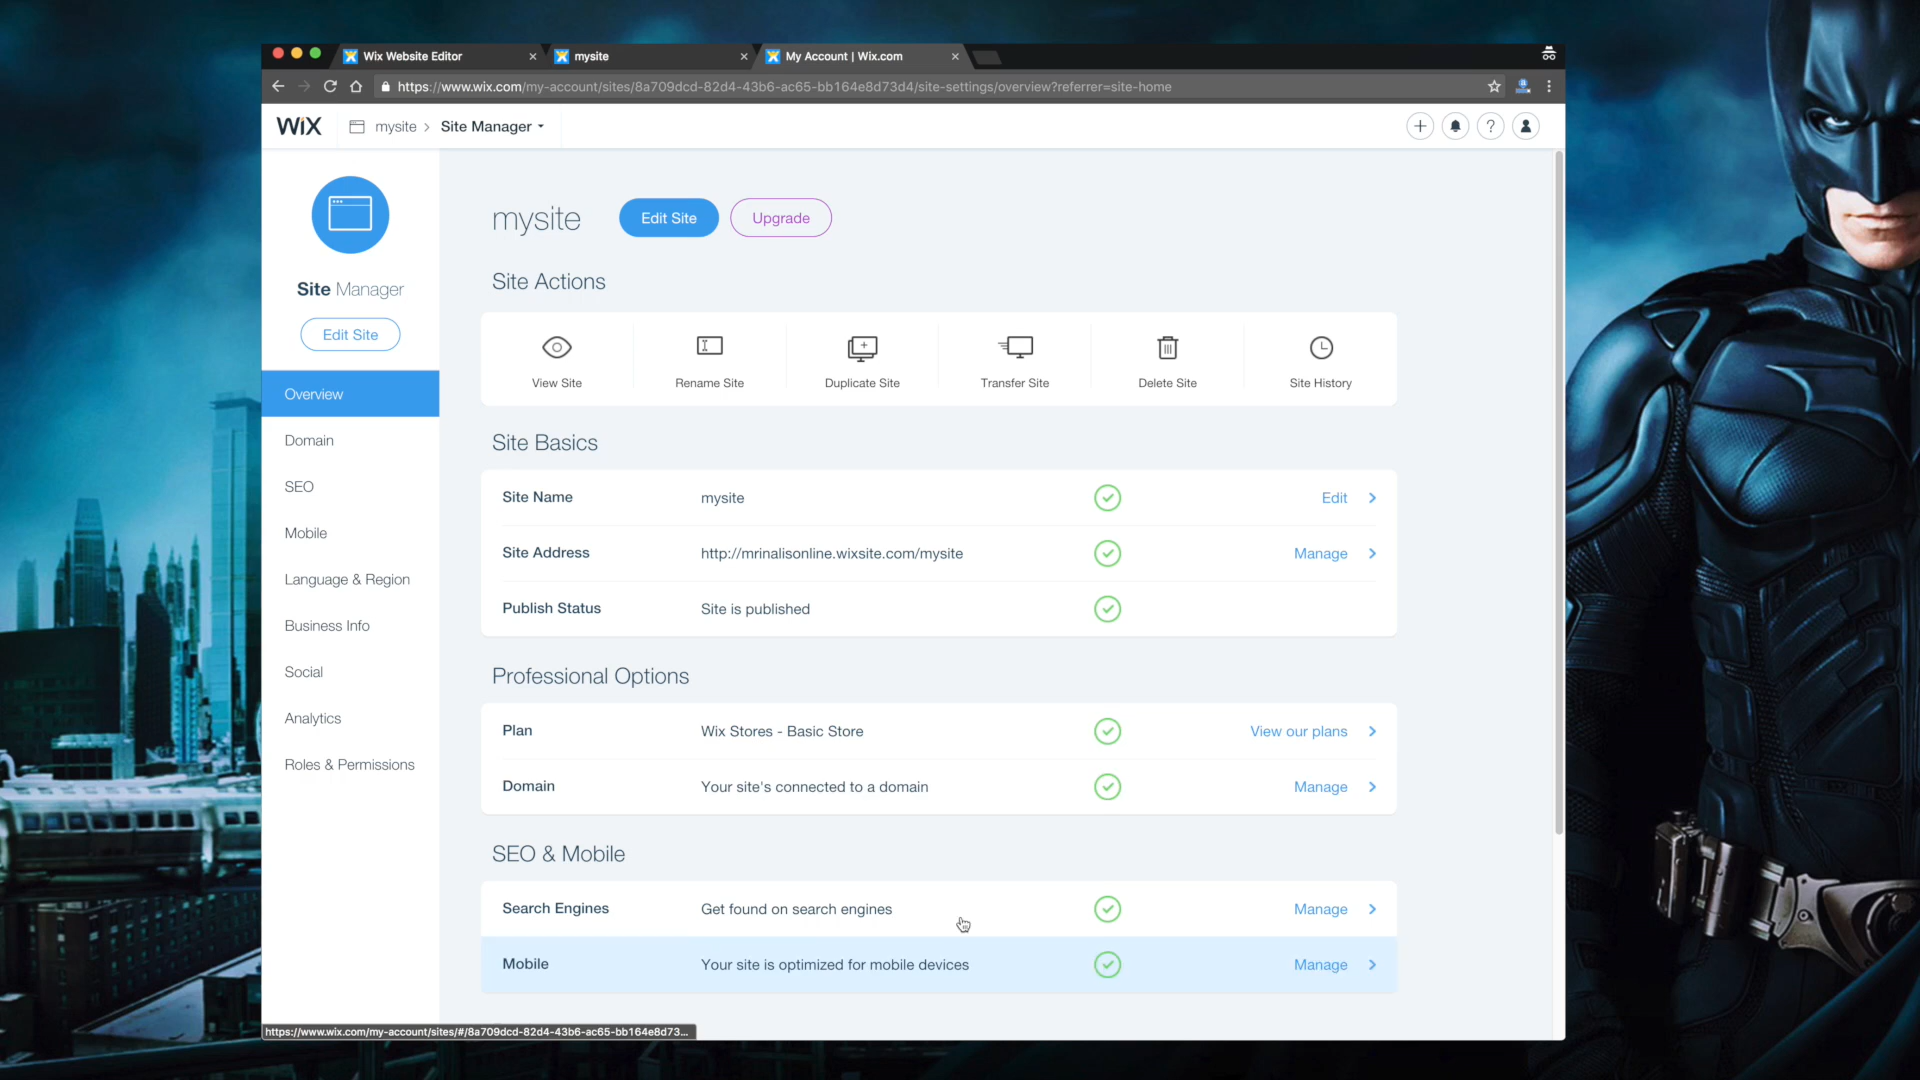 Wix Website Editor
mysite
My Account | Wix.com
https://www.wix.com/my-account/sites/8a709dcd-82d4-43b6-ac65-bb164e8d73d4/site-settings/overview?referrer=site-home
WiX
mysite > Site Manager
?
Site Manager
Edit Site
Overview
Domain
SEO
Mobile
Language & Region
Business Info
Social
Analytics
Roles & Permissions
mysite
Edit Site
Upgrade
Site Actions
View Site
Rename Site
Duplicate Site
Transfer Site
Delete Site
Site History
Site Basics
Site Name mysite Edit
Site Address http://mrinalisonline.wixsite.com/mysite Manage
Publish Status Site is published
Professional Options
Plan Wix Stores - Basic Store View our plans
Domain Your site's connected to a domain Manage
SEO & Mobile
Search Engines Get found on search engines Manage
Mobile Your site is optimized for mobile devices Manage
https://www.wix.com/my-account/sites/#/8a709dcd-82d4-43b6-ac65-bb164e8d73...